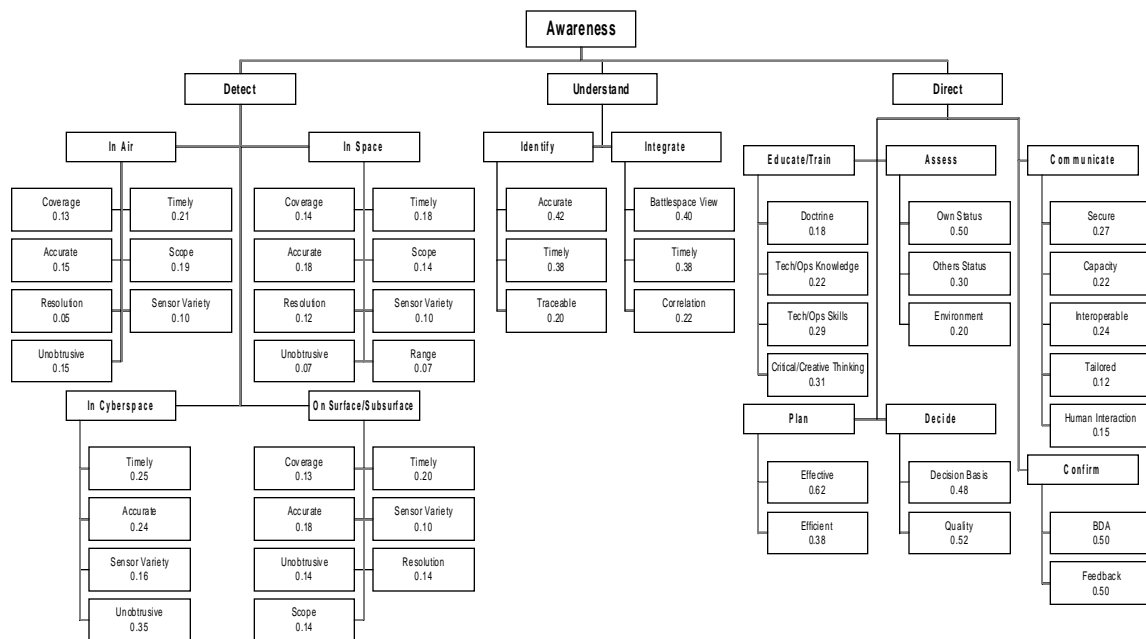 Awareness
Detect
Understand
Direct
In Air
In Space
Identify
Integrate
Educate/Train
Assess
Communicate
Coverage
0.13
Timely
0.21
Accurate
0.15
Scope
0.19
Resolution
0.05
Sensor Variety
0.10
Unobtrusive
0.15
Coverage
0.14
Timely
0.18
Accurate
0.18
Scope
0.14
Resolution
0.12
Sensor Variety
0.10
Unobtrusive
0.07
Range
0.07
Accurate
0.42
Timely
0.38
Traceable
0.20
Battlespace View
0.40
Timely
0.38
Correlation
0.22
Doctrine
0.18
Tech/Ops Knowledge
0.22
Tech/Ops Skills
0.29
Critical/Creative Thinking
0.31
Own Status
0.50
Others Status
0.30
Environment
0.20
Secure
0.27
Capacity
0.22
Interoperable
0.24
Tailored
0.12
Human Interaction
0.15
In Cyberspace
On Surface/Subsurface
Plan
Decide
Confirm
Timely
0.25
Accurate
0.24
Sensor Variety
0.16
Unobtrusive
0.35
Coverage
0.13
Timely
0.20
Accurate
0.18
Sensor Variety
0.10
Unobtrusive
0.14
Resolution
0.14
Scope
0.14
Effective
0.62
Efficient
0.38
Decision Basis
0.48
Quality
0.52
BDA
0.50
Feedback
0.50